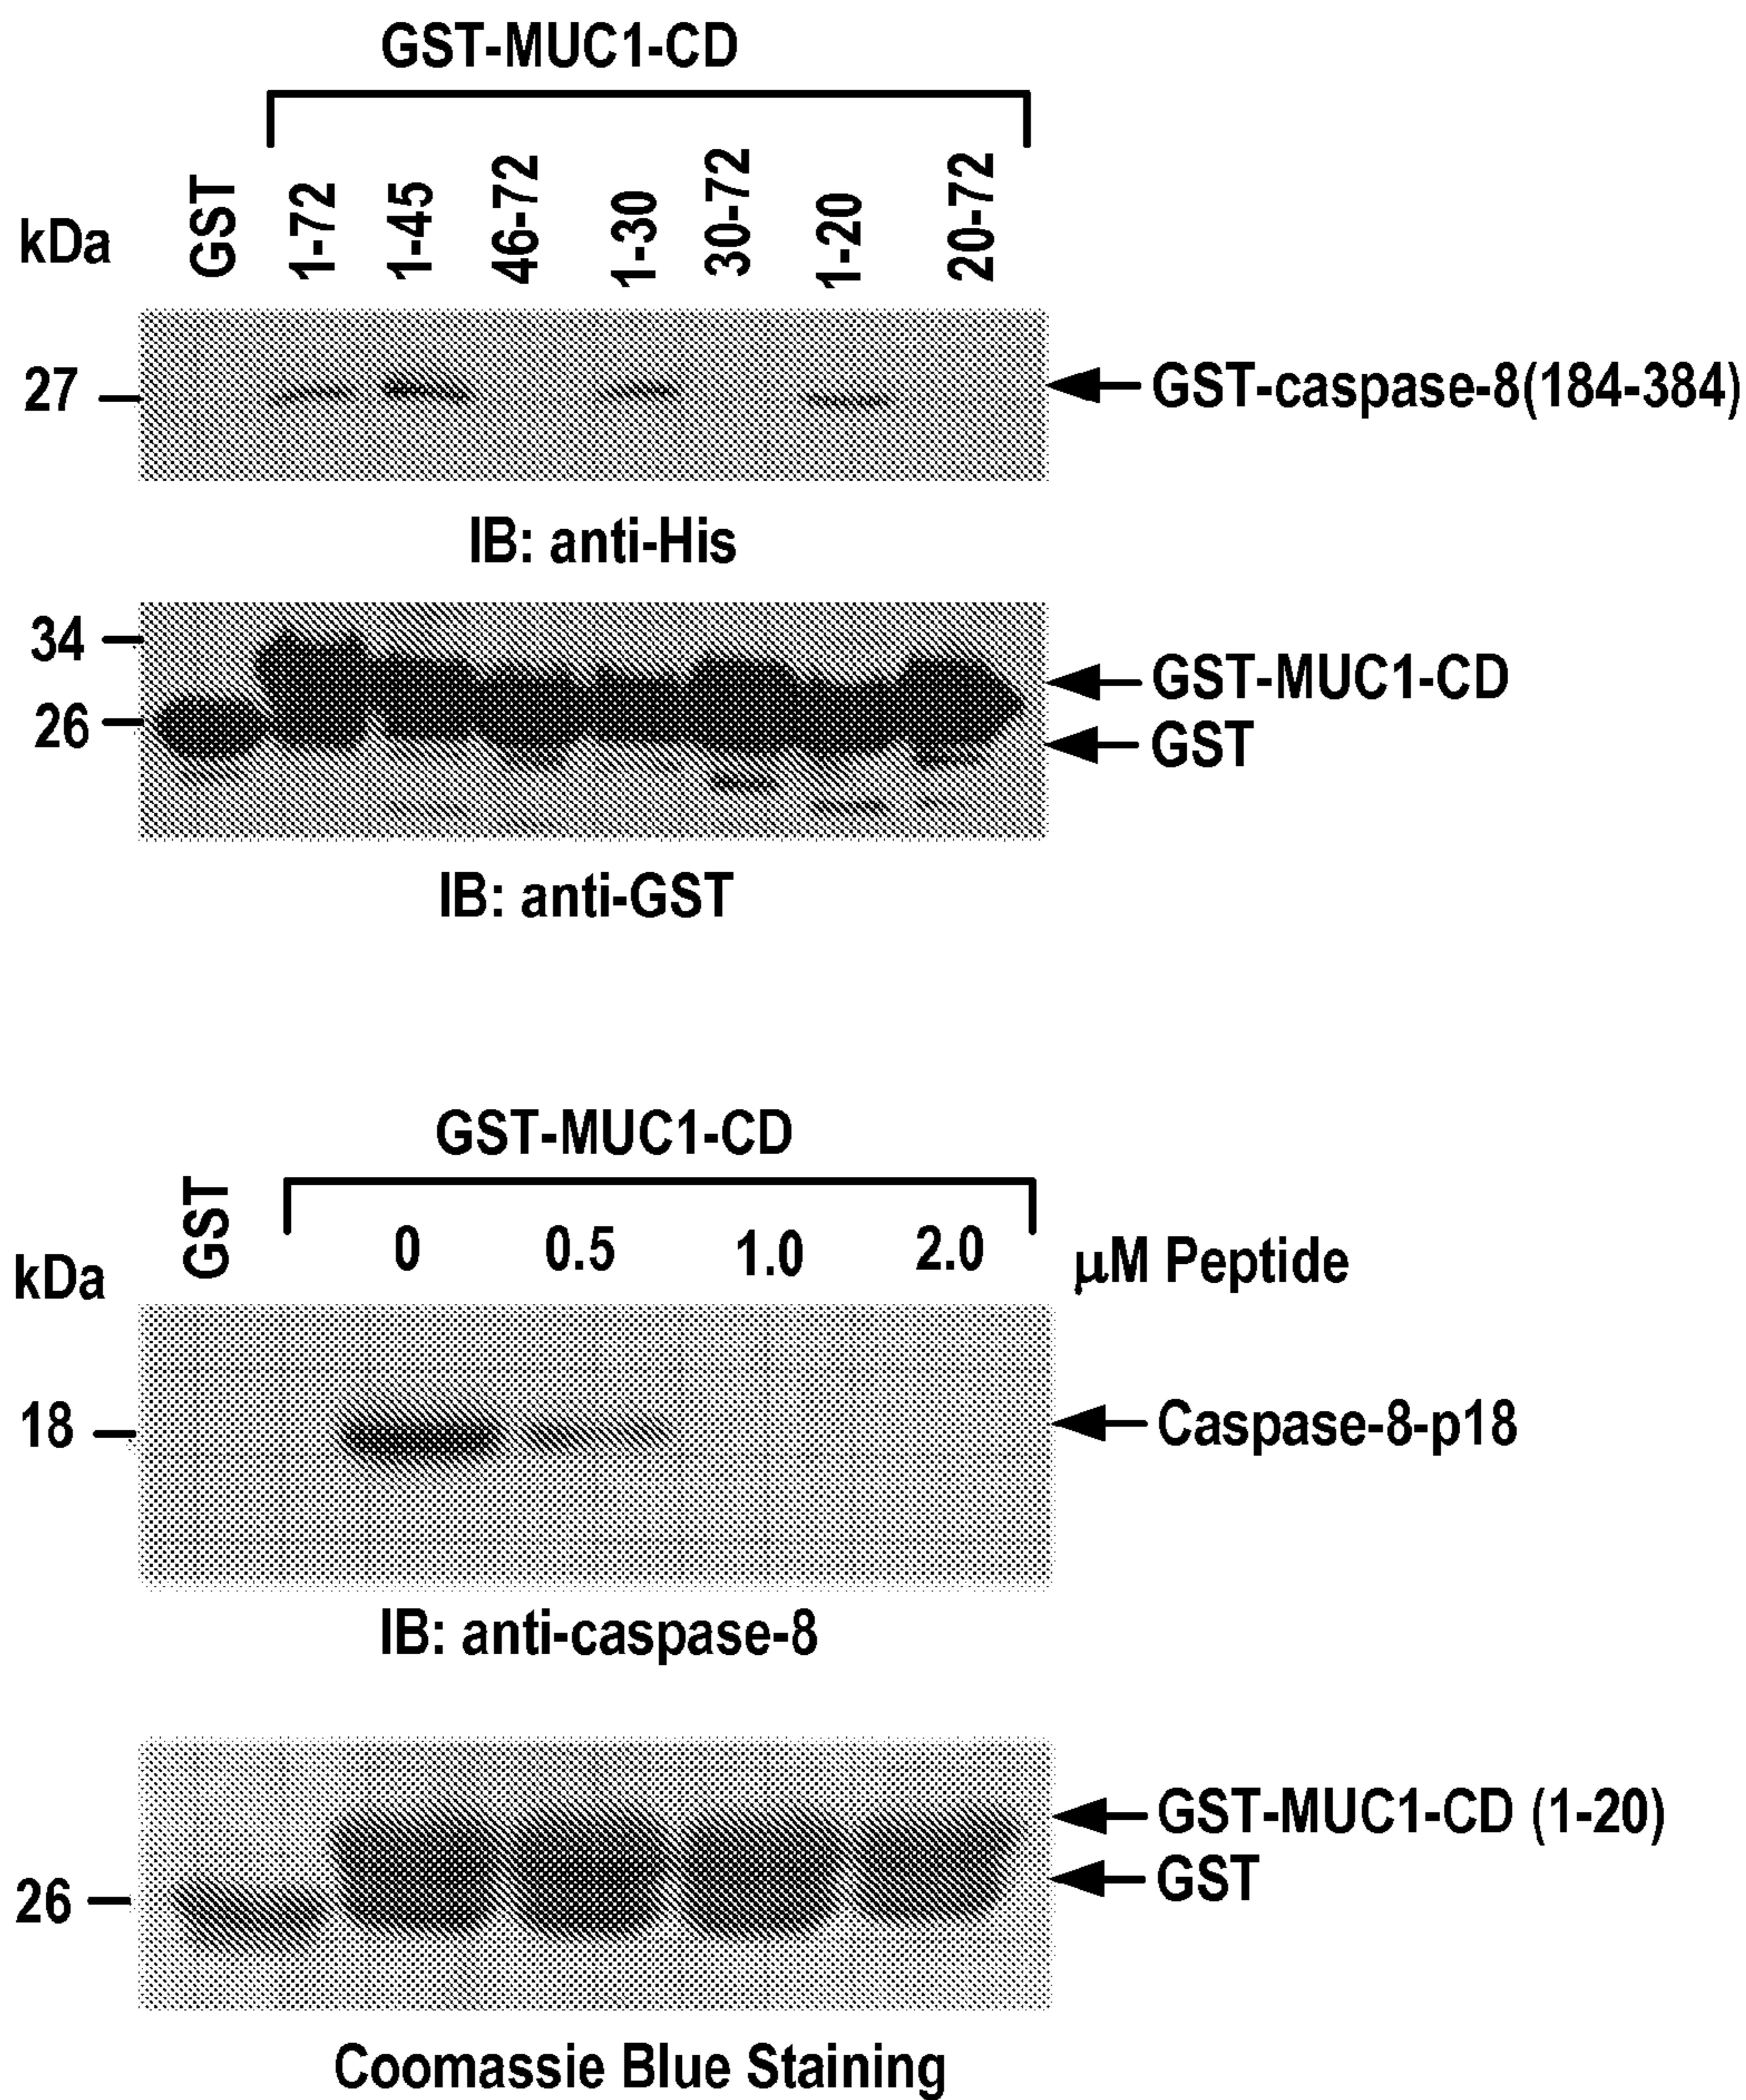 GST-MUC1-CD
kDa GST 1-72 1-45 46-72 1-30 30-72 1-20 20-72
27 GST-caspase-8(184-384)
IB: anti-His
34
GST-MUC1-CD
26
GST
IB: anti-GST
GST-MUC1-CD
kDa GST 0 0.5 1.0 2.0 μM Peptide
18 Caspase-8-p18
IB: anti-caspase-8
GST-MUC1-CD (1-20)
26 GST
Coomassie Blue Staining